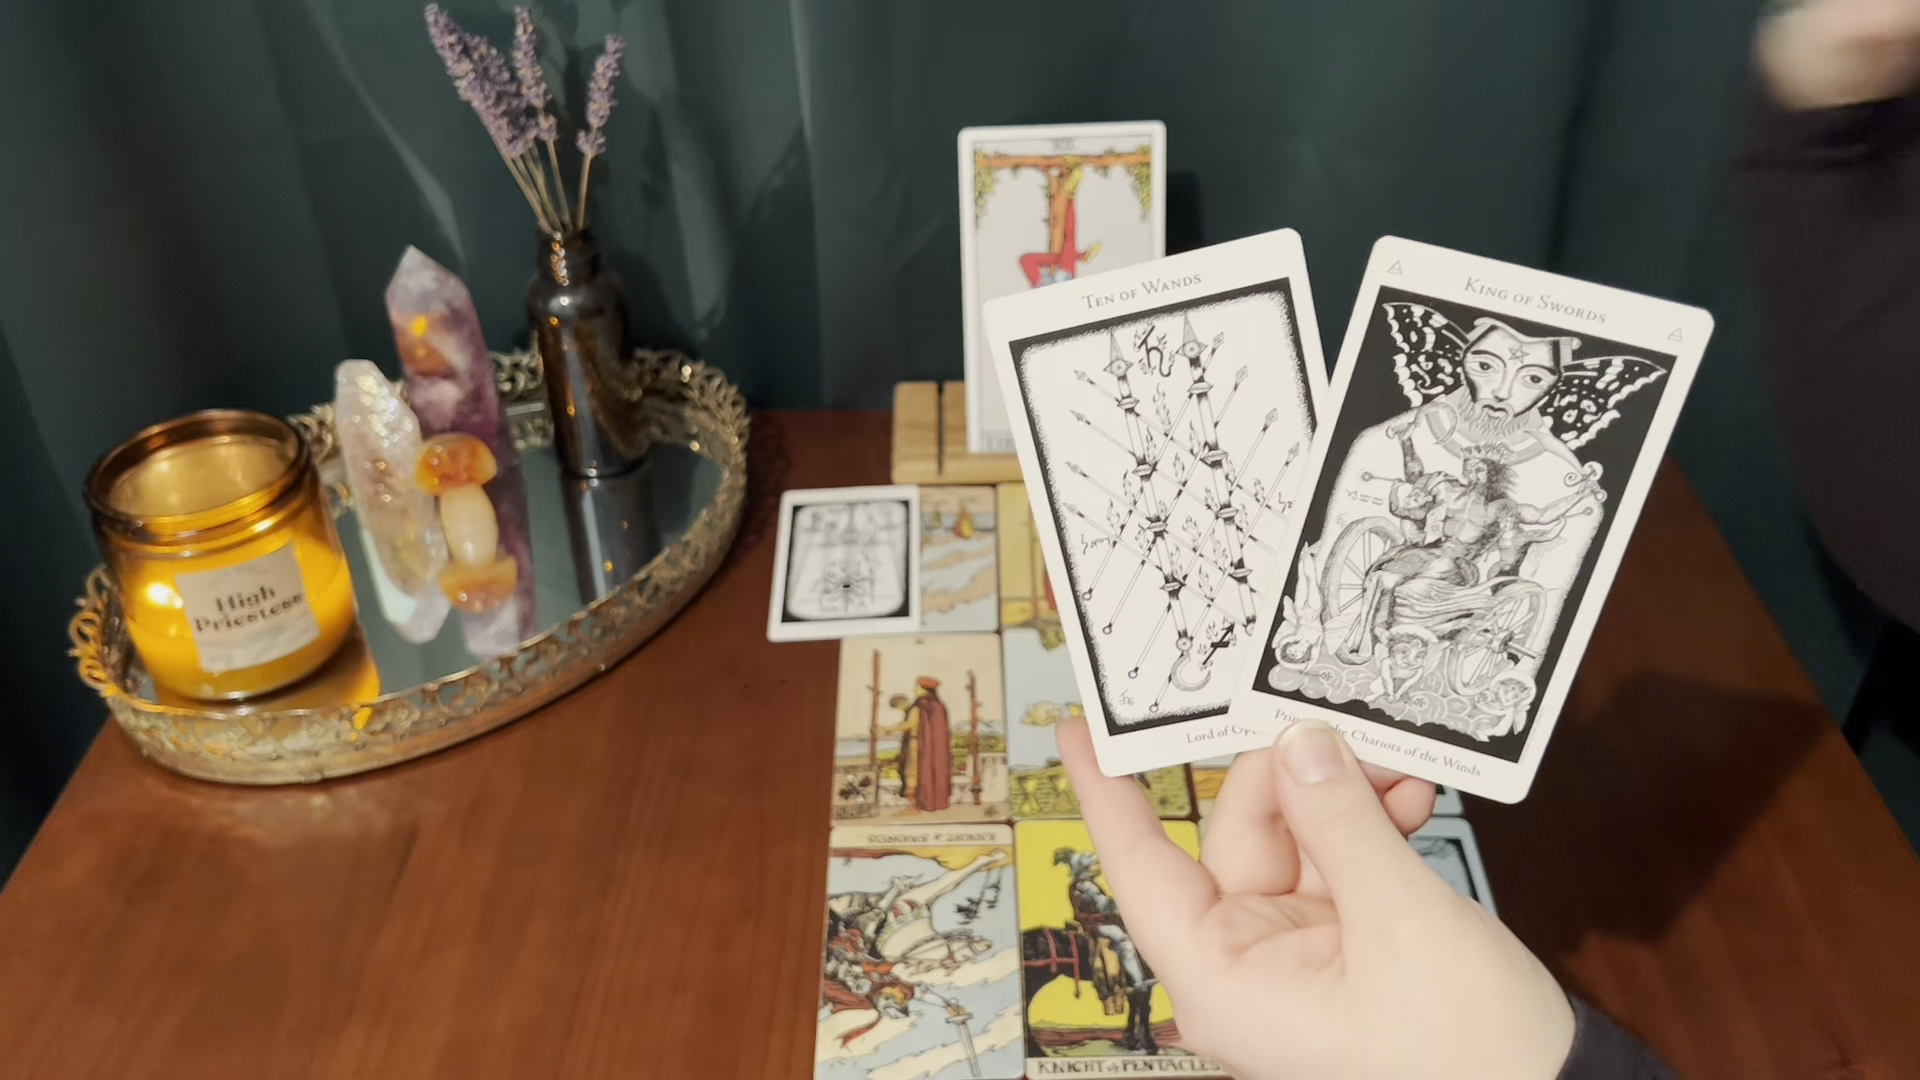 High
Priestess
TEN OF WANDS
Lord of
KING OF SWORDS
the Chariots of the Winds
KNIGHT of SWORDS
KNIGHT of PENTACLES